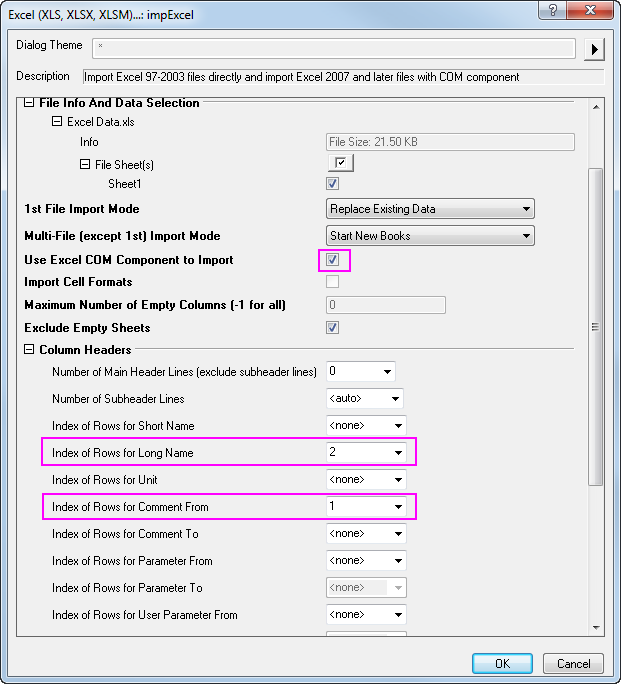 Excel (XLS, XLSX, XLSM)...: impExcel
Dialog Theme *
Description Import Excel 97-2003 files directly and import Excel 2007 and later files with COM component
File Info And Data Selection
Excel Data.xls
Info File Size: 21.50 KB
File Sheet(s)
Sheet1
1st File Import Mode Replace Existing Data
Multi-File (except 1st) Import Mode Start New Books
Use Excel COM Component to Import
Import Cell Formats
Maximum Number of Empty Columns (-1 for all) 0
Exclude Empty Sheets
Column Headers
Number of Main Header Lines (exclude subheader lines) 0
Number of Subheader Lines <auto>
Index of Rows for Short Name <none>
Index of Rows for Long Name 2
Index of Rows for Unit <none>
Index of Rows for Comment From 1
Index of Rows for Comment To <none>
Index of Rows for Parameter From <none>
Index of Rows for Parameter To <none>
Index of Rows for User Parameter From <none>
OK Cancel